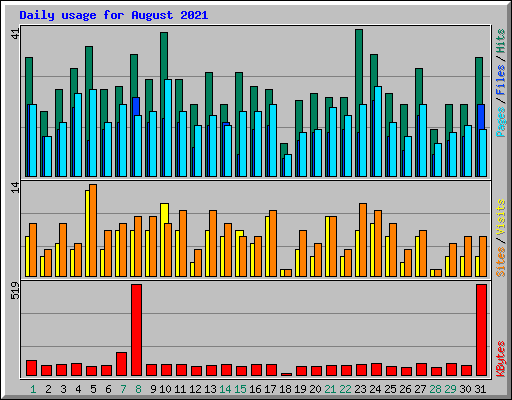 Daily usage for August 2021
41
14
519
Pages / Files / Hits
Sites / Visits
KBytes
1 2 3 4 5 6 7 8 9 10 11 12 13 14 15 16 17 18 19 20 21 22 23 24 25 26 27 28 29 30 31